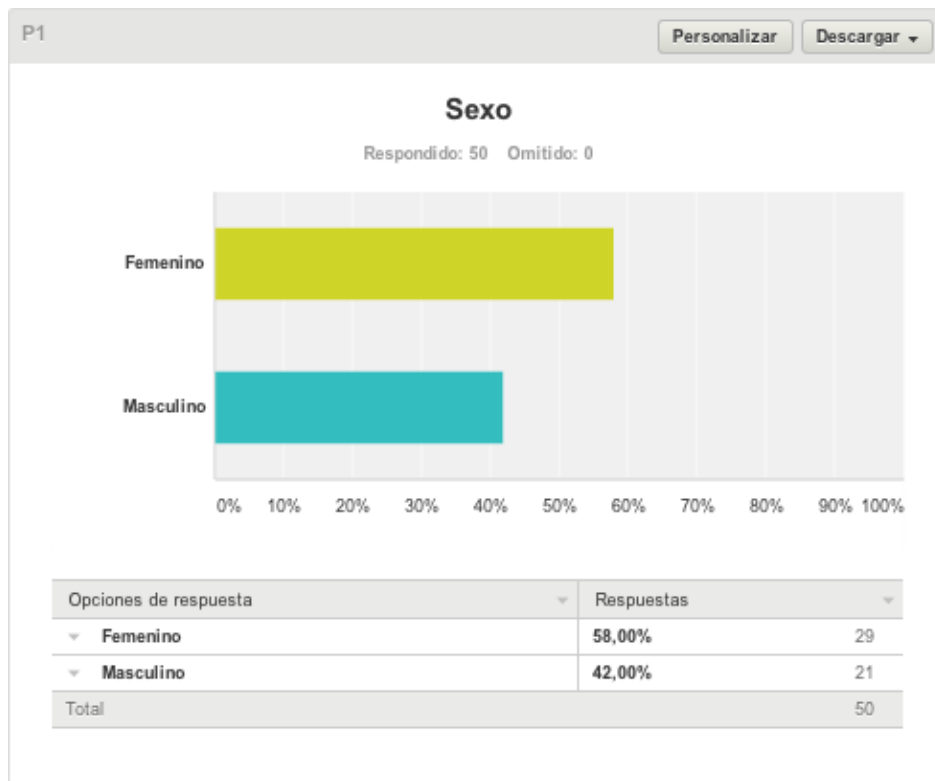 P1 Personalizar Descargar
Sexo
Respondido: 50 Omitido: 0
Femenino
Masculino
0% 10% 20% 30% 40% 50% 60% 70% 80% 90% 100%
Opciones de respuesta Respuestas
Femenino 58,00% 29
Masculino 42,00% 21
Total 50